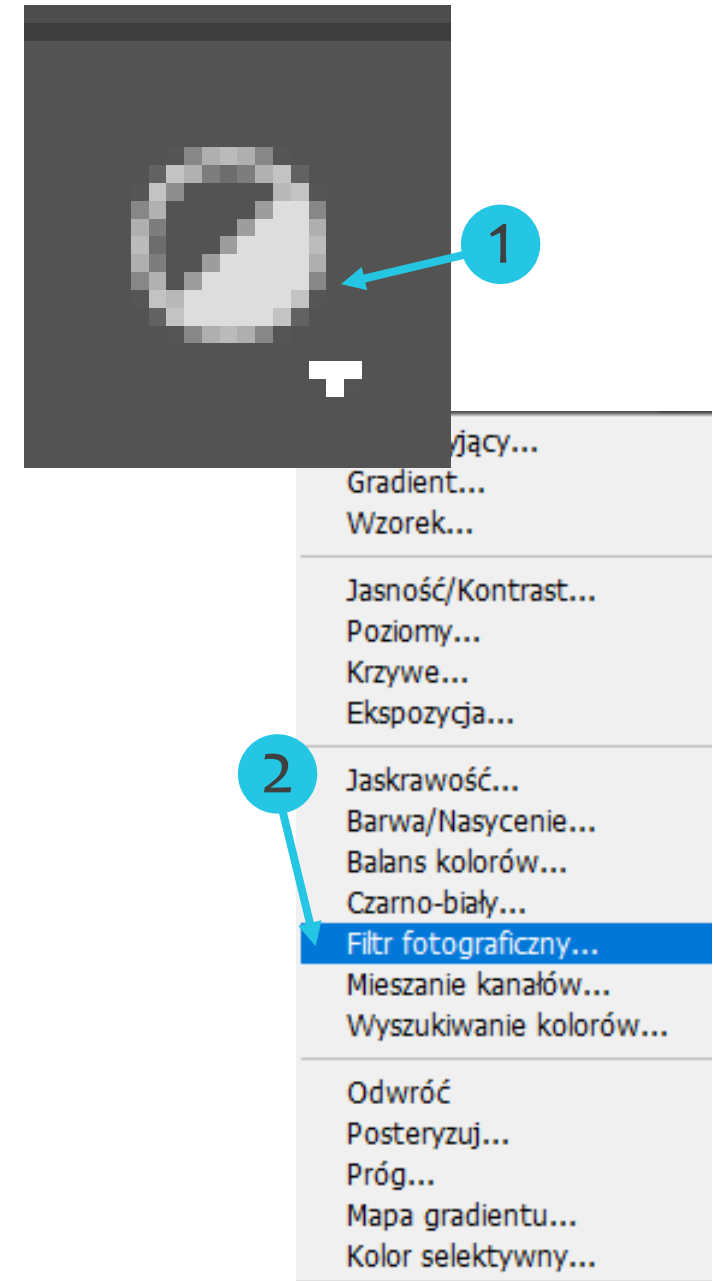 1
yjący...
Gradient...
Wzorek...
Jasność/Kontrast...
Poziomy...
Krzywe...
Ekspozycja...
2
Jaskrawość...
Barwa/Nasycenie...
Balans kolorów...
Czarno-biały...
Filtr fotograficzny...
Mieszanie kanałów...
Wyszukiwanie kolorów...
Odwróć
Posteryzuj...
Próg...
Mapa gradientu...
Kolor selektywny...